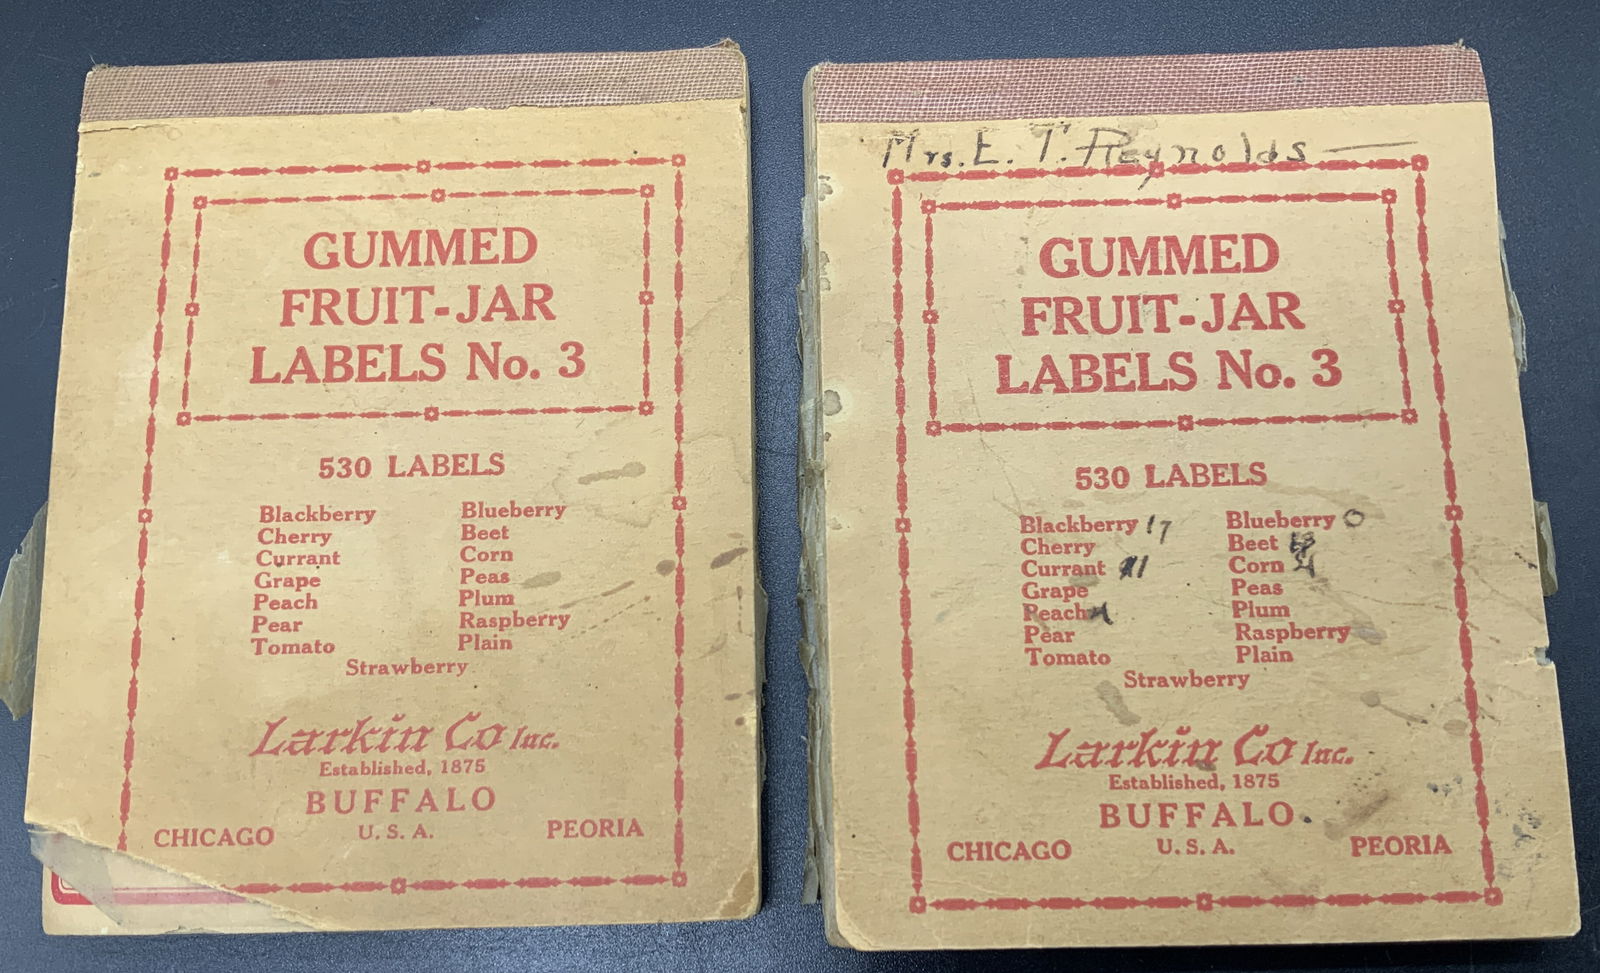 GUMMED
FRUIT-JAR
LABELS No. 3
530 LABELS
Blackberry Blueberry
Cherry Beet
Currant Corn
Grape Peas
Peach Plum
Pear Raspberry
Tomato Plain
Strawberry
Larkin Co Inc.
Established, 1875
BUFFALO
CHICAGO U. S. A. PEORIA
Mrs. E. T. Reynolds
GUMMED
FRUIT-JAR
LABELS No. 3
530 LABELS
Blackberry 17 Blueberry 0
Cherry Beet
Currant Corn
Grape Peas
Peach Plum
Pear Raspberry
Tomato Plain
Strawberry
Larkin Co Inc.
Established, 1875
BUFFALO
CHICAGO U. S. A. PEORIA